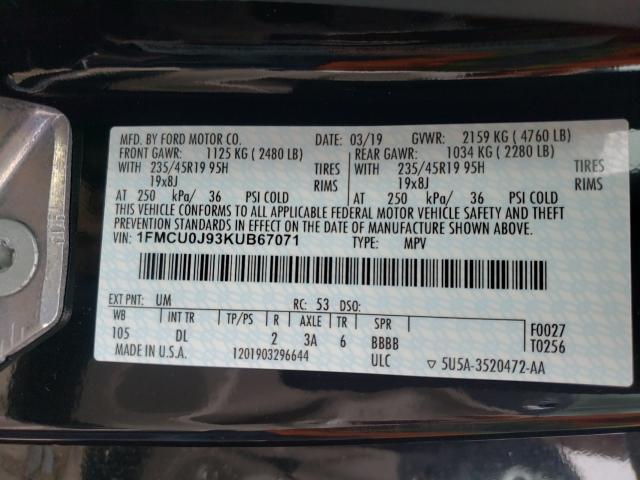 MFD. BY FORD MOTOR CO. DATE: 03/19 GVWR: 2159 KG ( 4760 LB)
FRONT GAWR: 1125 KG ( 2480 LB) REAR GAWR: 1034 KG ( 2280 LB)
WITH 235/45R19 95H TIRES WITH 235/45R19 95H TIRES
19x8J RIMS 19x8J RIMS
AT 250 kPa/ 36 PSI COLD AT 250 kPa/ 36 PSI COLD
THIS VEHICLE CONFORMS TO ALL APPLICABLE FEDERAL MOTOR VEHICLE SAFETY AND THEFT
PREVENTION STANDARDS IN EFFECT ON THE DATE OF MANUFACTURE SHOWN ABOVE.
VIN: 1FMCU0J93KUB67071 TYPE: MPV
EXT PNT: UM RC: 53 DSO:
WB INT TR TP/PS R AXLE TR SPR F0027
105 DL 2 3A 6 BBBB T0256
MADE IN U.S.A. 1201903296644 ULC ▽ 5U5A-3520472-AA